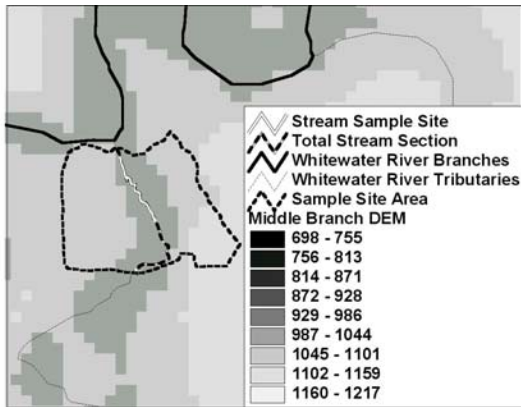 Stream Sample Site
Total Stream Section
Whitewater River Branches
Whitewater River Tributaries
Sample Site Area
Middle Branch DEM
698 - 755
756 - 813
814 - 871
872 - 928
929 - 986
987 - 1044
1045 - 1101
1102 - 1159
1160 - 1217